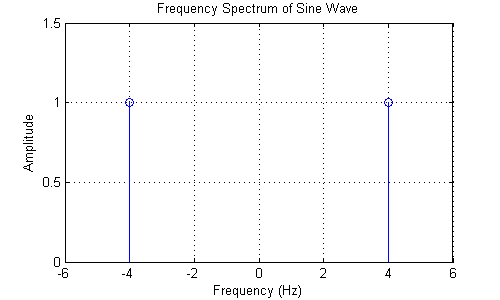 Frequency Spectrum of Sine Wave
1.5
1
0.5
0
Amplitude
-6 -4 -2 0 2 4 6
Frequency (Hz)